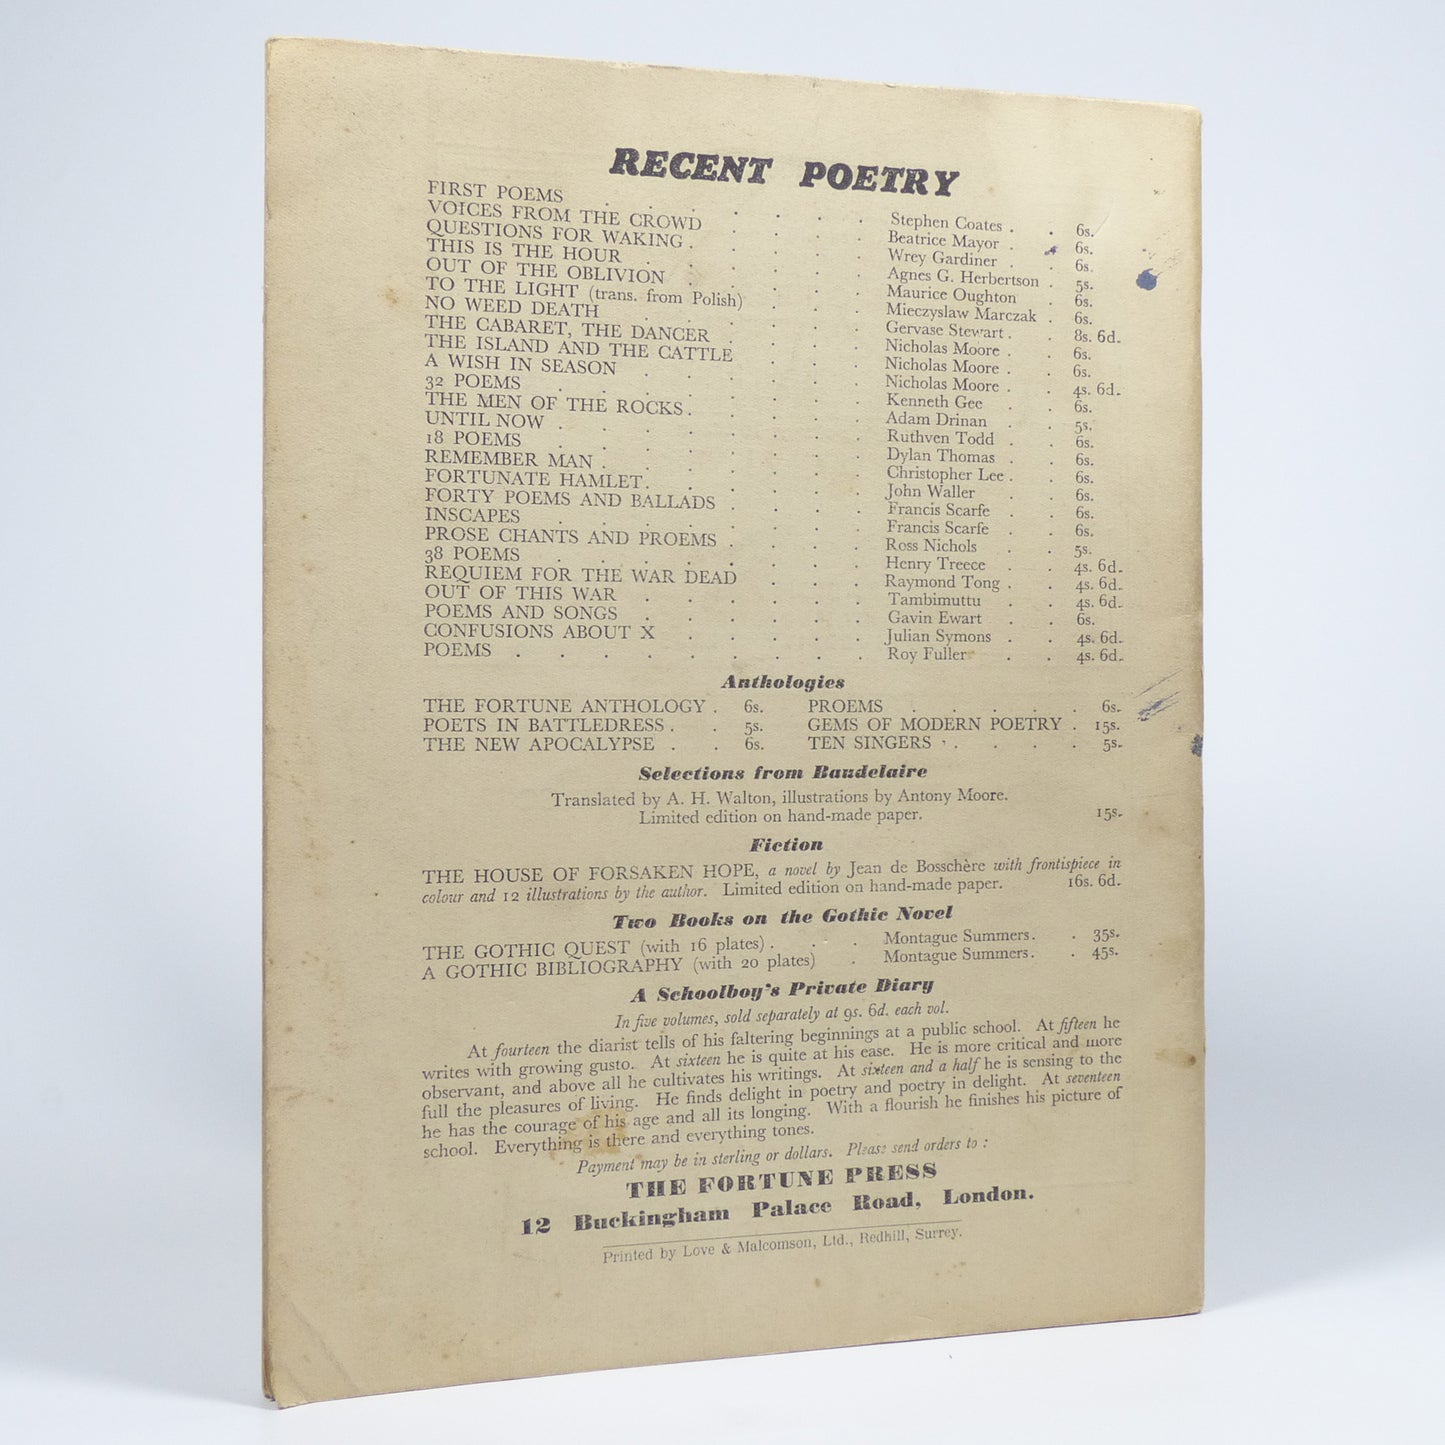 RECENT POETRY
FIRST POEMS . . . . . Stephen Coates . . 6s.
VOICES FROM THE CROWD . . . Beatrice Mayor . . 6s.
QUESTIONS FOR WAKING . . . . Wrey Gardiner . . 6s.
THIS IS THE HOUR . . . . Agnes G. Herbertson . 5s.
OUT OF THE OBLIVION . . . . Maurice Oughton . 6s.
TO THE LIGHT (trans. from Polish) . . Mieczyslaw Marczak . 6s.
NO WEED DEATH . . . . Gervase Stewart . . 8s. 6d.
THE CABARET, THE DANCER . . . Nicholas Moore . . 6s.
THE ISLAND AND THE CATTLE . . Nicholas Moore . . 6s.
A WISH IN SEASON . . . . Nicholas Moore . . 4s. 6d.
32 POEMS . . . . . Kenneth Gee . . 6s.
THE MEN OF THE ROCKS . . . . Adam Drinan . . 5s.
UNTIL NOW . . . . . Ruthven Todd . . 6s.
18 POEMS . . . . . Dylan Thomas . . 6s.
REMEMBER MAN . . . . . Christopher Lee . . 6s.
FORTUNATE HAMLET . . . . Inscribed John Waller . . 6s.
FORTY POEMS AND BALLADS . . . Francis Scarfe . . 6s.
INSCAPES . . . . . Francis Scarfe . . 6s.
PROSE CHANTS AND PROEMS . . . Ross Nichols . . 5s.
38 POEMS . . . . . Henry Treece . . 4s. 6d.
REQUIEM FOR THE WAR DEAD . . Raymond Tong . . 4s. 6d.
OUT OF THIS WAR . . . . Tambimuttu . . 4s. 6d.
POEMS AND SONGS . . . . Gavin Ewart . . 6s.
CONFUSIONS ABOUT X . . . Julian Symons . . 4s. 6d.
POEMS . . . . . Roy Fuller . . 4s. 6d.
Anthologies
THE FORTUNE ANTHOLOGY . 6s. PROEMS . . . . . 6s.
POETS IN BATTLEDRESS . . 5s. GEMS OF MODERN POETRY . 15s.
THE NEW APOCALYPSE . . 6s. TEN SINGERS . . . . 5s.
Selections from Baudelaire
Translated by A. H. Walton, illustrations by Antony Moore.
Limited edition on hand-made paper. 15s.
Fiction
THE HOUSE OF FORSAKEN HOPE, a novel by Jean de Bosschère with frontispiece in
colour and 12 illustrations by the author. Limited edition on hand-made paper. 16s. 6d.
Two Books on the Gothic Novel
THE GOTHIC QUEST (with 16 plates) . . . Montague Summers . . 35s.
A GOTHIC BIBLIOGRAPHY (with 20 plates) . Montague Summers . . 45s.
A Schoolboy's Private Diary
In five volumes, sold separately at 9s. 6d. each vol.
At fourteen the diarist tells of his faltering beginnings at a public school. At fifteen he
writes with growing gusto. At sixteen he is quite at his ease. He is more critical and more
observant, and above all he cultivates his writings. At sixteen and a half he is sensing to the
full the pleasures of living. He finds delight in poetry and poetry in delight. At seventeen
he has the courage of his age and all its longing. With a flourish he finishes his picture of
school. Everything is there and everything tones.
Payment may be in sterling or dollars. Please send orders to :
THE FORTUNE PRESS
12 Buckingham Palace Road, London.
Printed by Love & Malcomson, Ltd., Redhill, Surrey.